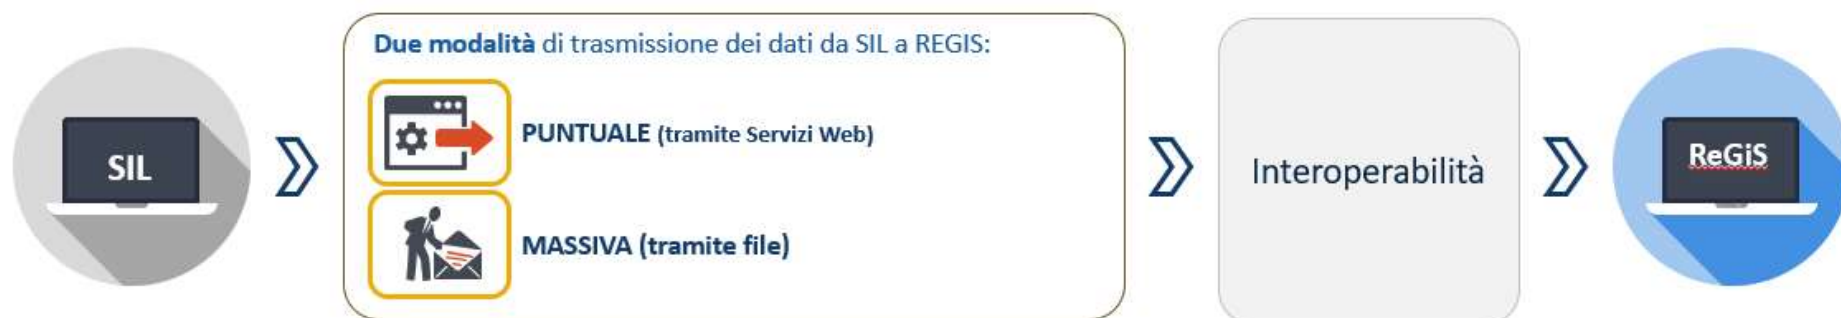 SIL
Due modalità di trasmissione dei dati da SIL a REGIS:
PUNTUALE (tramite Servizi Web)
MASSIVA (tramite file)
Interoperabilità
ReGiS